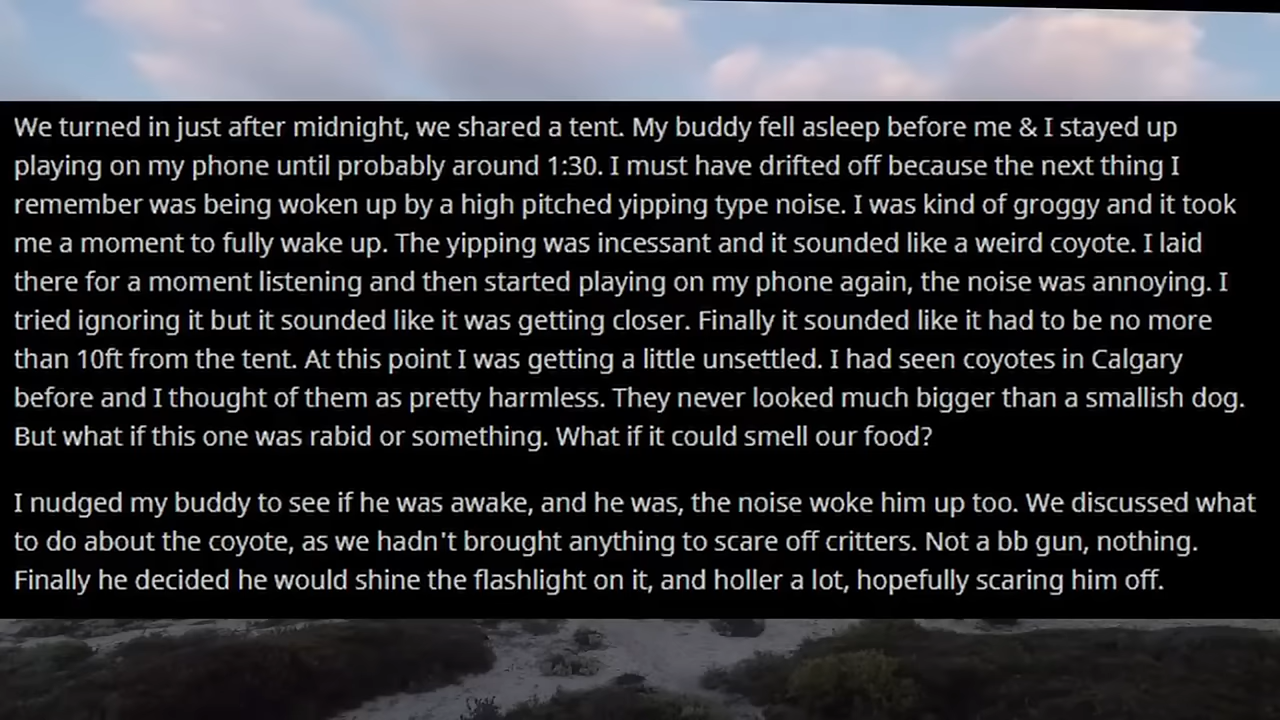 We turned in just after midnight, we shared a tent. My buddy fell asleep before me & I stayed up
playing on my phone until probably around 1:30. I must have drifted off because the next thing I
remember was being woken up by a high pitched yipping type noise. I was kind of groggy and it took
me a moment to fully wake up. The yipping was incessant and it sounded like a weird coyote. I laid
there for a moment listening and then started playing on my phone again, the noise was annoying. I
tried ignoring it but it sounded like it was getting closer. Finally it sounded like it had to be no more
than 10ft from the tent. At this point I was getting a little unsettled. I had seen coyotes in Calgary
before and I thought of them as pretty harmless. They never looked much bigger than a smallish dog.
But what if this one was rabid or something. What if it could smell our food?
I nudged my buddy to see if he was awake, and he was, the noise woke him up too. We discussed what
to do about the coyote, as we hadn't brought anything to scare off critters. Not a bb gun, nothing.
Finally he decided he would shine the flashlight on it, and holler a lot, hopefully scaring him off.